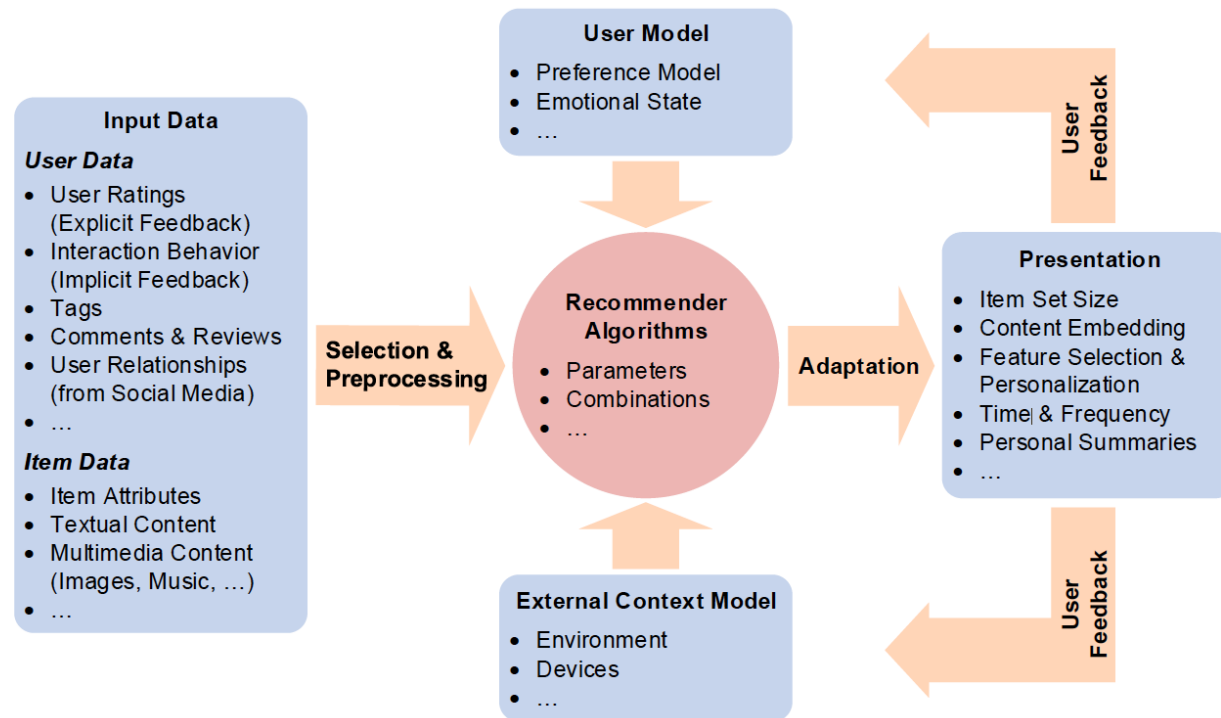 Input Data
User Data
• User Ratings
(Explicit Feedback)
• Interaction Behavior
(Implicit Feedback)
• Tags
• Comments & Reviews
• User Relationships
(from Social Media)
• …
Item Data
• Item Attributes
• Textual Content
• Multimedia Content
(Images, Music, …)
• …
Selection &
Preprocessing
User Model
• Preference Model
• Emotional State
• …
Recommender
Algorithms
• Parameters
• Combinations
• …
External Context Model
• Environment
• Devices
• …
Adaptation
User
Feedback
Presentation
• Item Set Size
• Content Embedding
• Feature Selection &
Personalization
• Time & Frequency
• Personal Summaries
• …
User
Feedback